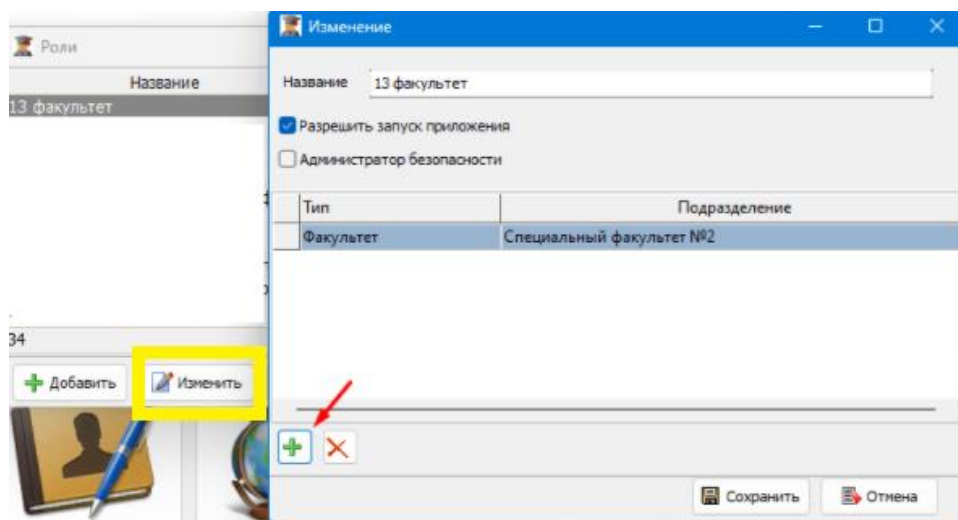 Роли
Название
13 факультет
34
Добавить
Изменить
Изменение
Название 13 факультет
Разрешить запуск приложения
Администратор безопасности
Тип Подразделение
Факультет Специальный факультет №2
Сохранить Отмена